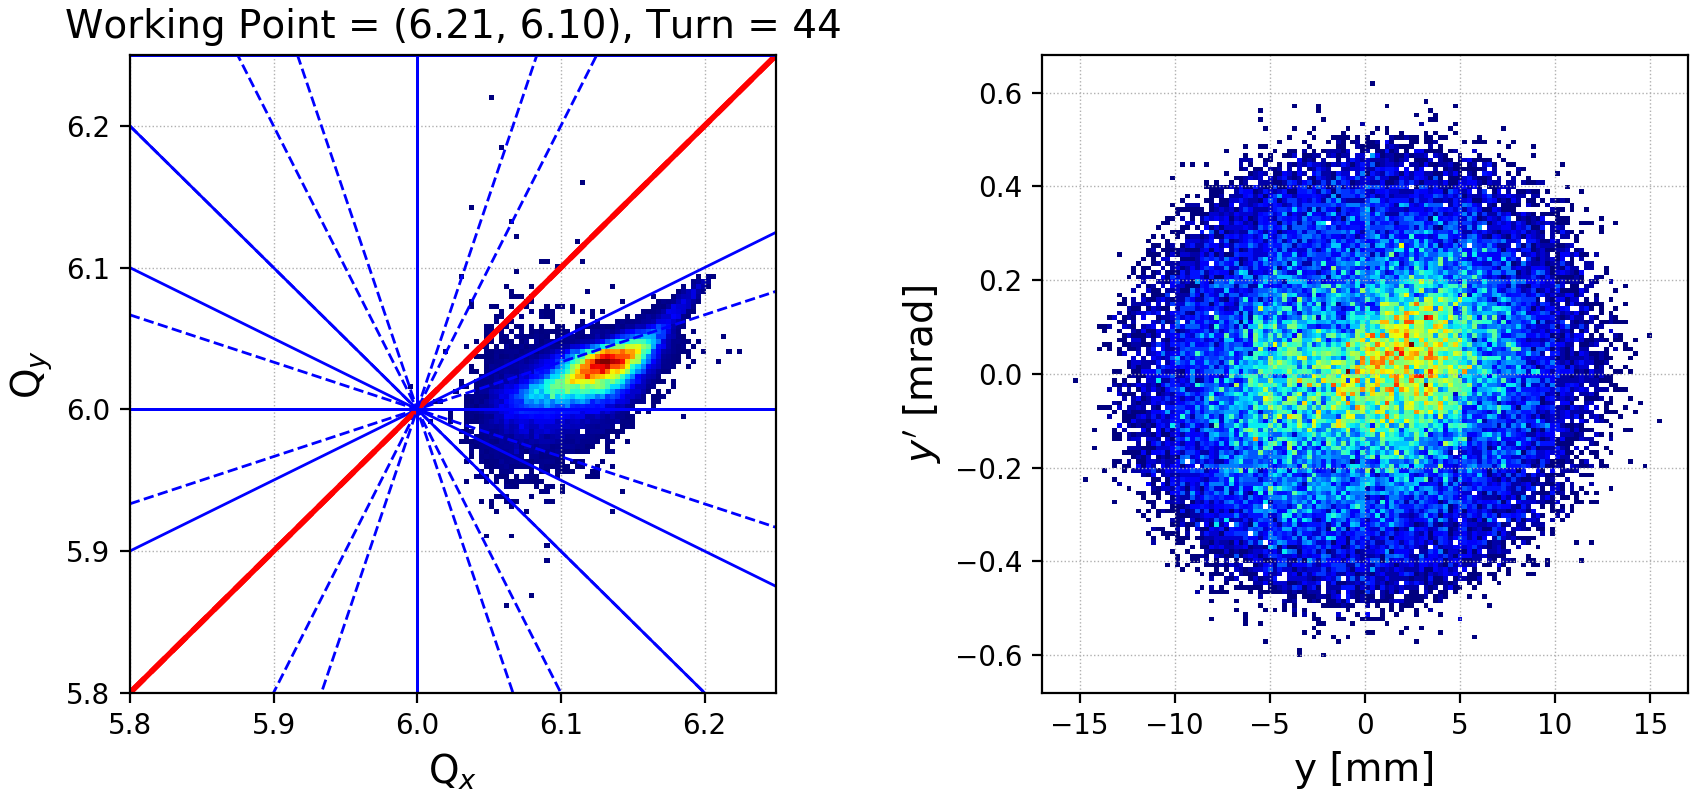 Working Point = (6.21, 6.10), Turn = 44
6.2
6.1
6.0
5.9
5.8
Q_y
5.8 5.9 6.0 6.1 6.2
Q_x
0.6
0.4
0.2
0.0
−0.2
−0.4
−0.6
y′ [mrad]
−15 −10 −5 0 5 10 15
y [mm]